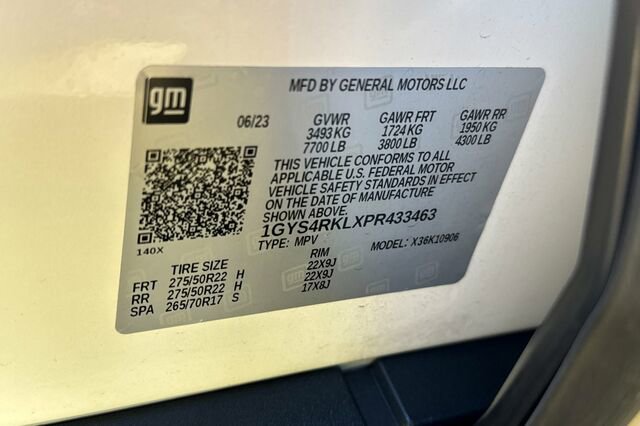 gm
MFD BY GENERAL MOTORS LLC
06/23 GVWR GAWR FRT GAWR RR
3493 KG 1724 KG 1950 KG
7700 LB 3800 LB 4300 LB
THIS VEHICLE CONFORMS TO ALL
APPLICABLE U.S. FEDERAL MOTOR
VEHICLE SAFETY STANDARDS IN EFFECT
ON THE DATE OF MANUFACTURE
SHOWN ABOVE.
1GYS4RKLXPR433463
TYPE: MPV MODEL: X36K10906
140X
TIRE SIZE RIM
FRT 275/50R22 H 22X9J
RR 275/50R22 H 22X9J
SPA 265/70R17 S 17X8J